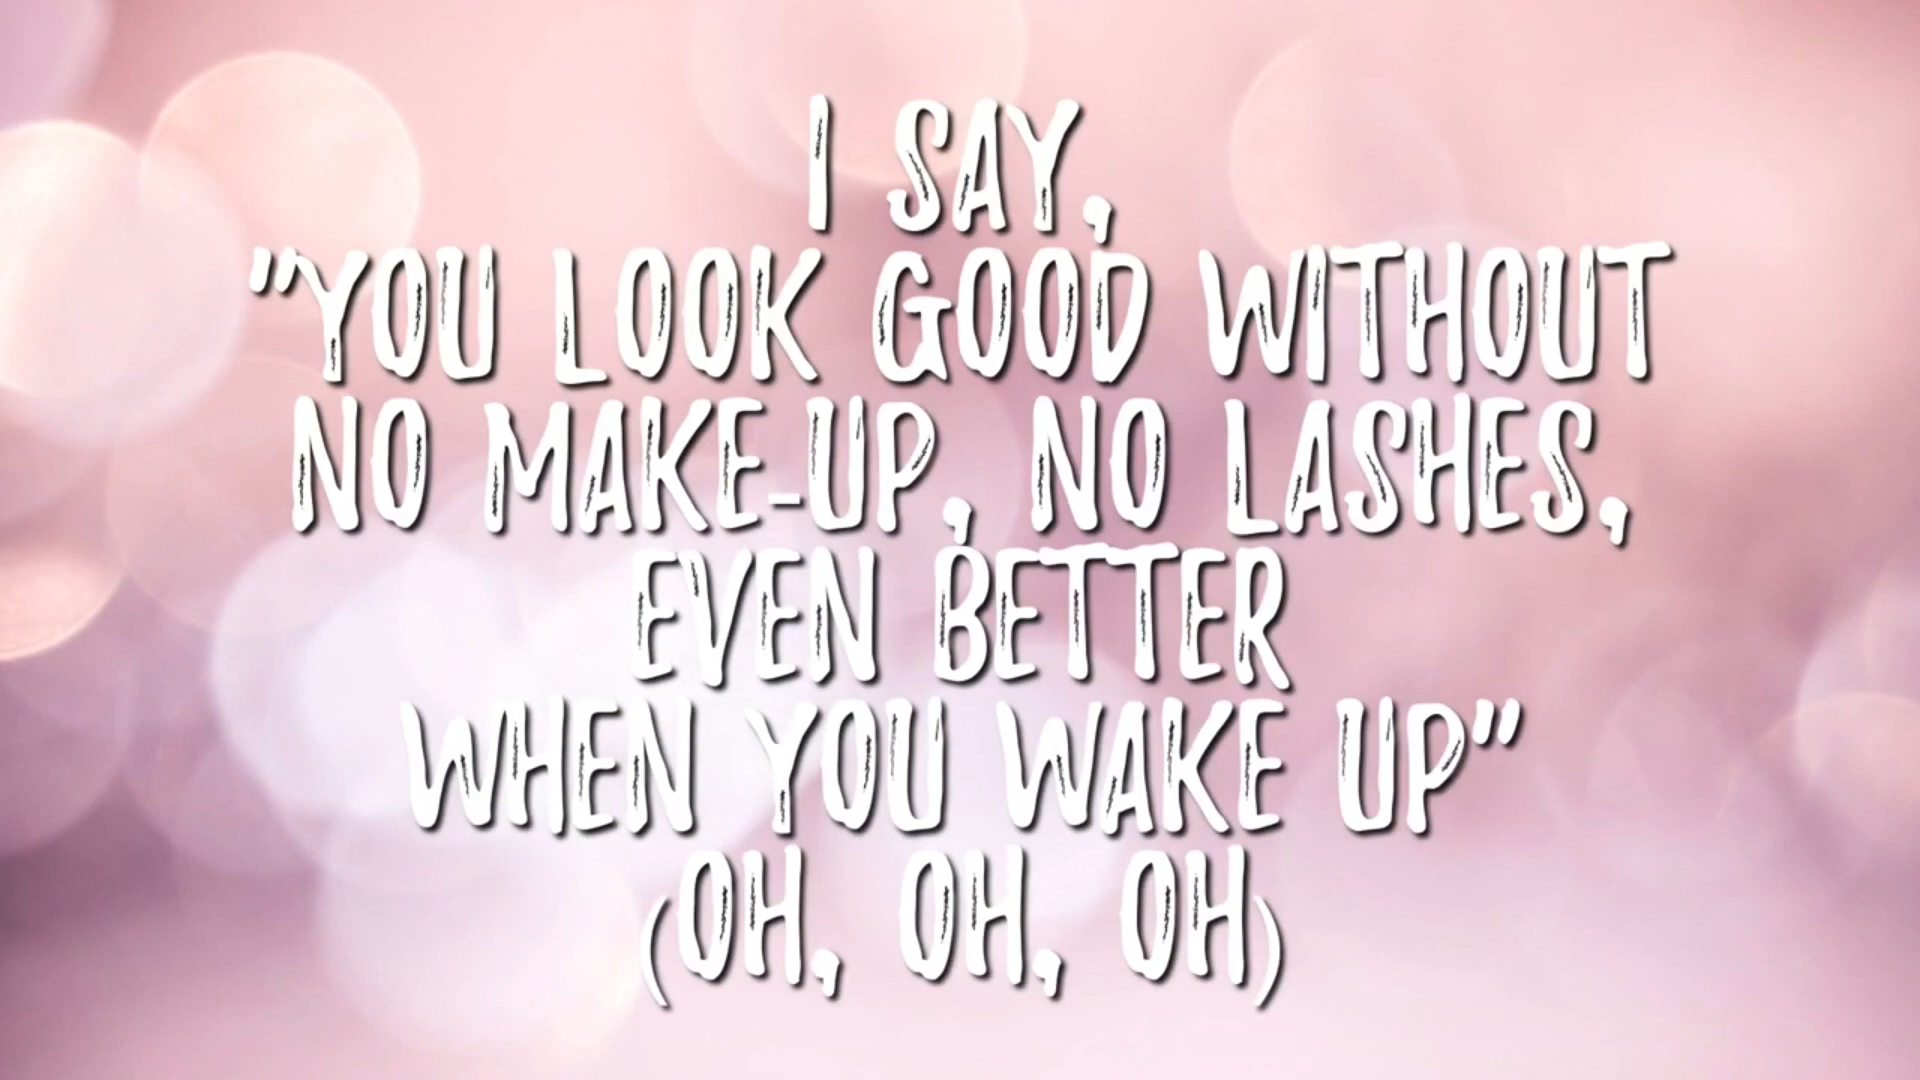 I SAY,
"YOU LOOK GOOD WITHOUT
NO MAKE-UP, NO LASHES,
EVEN BETTER
WHEN YOU WAKE UP"
(OH, OH, OH)